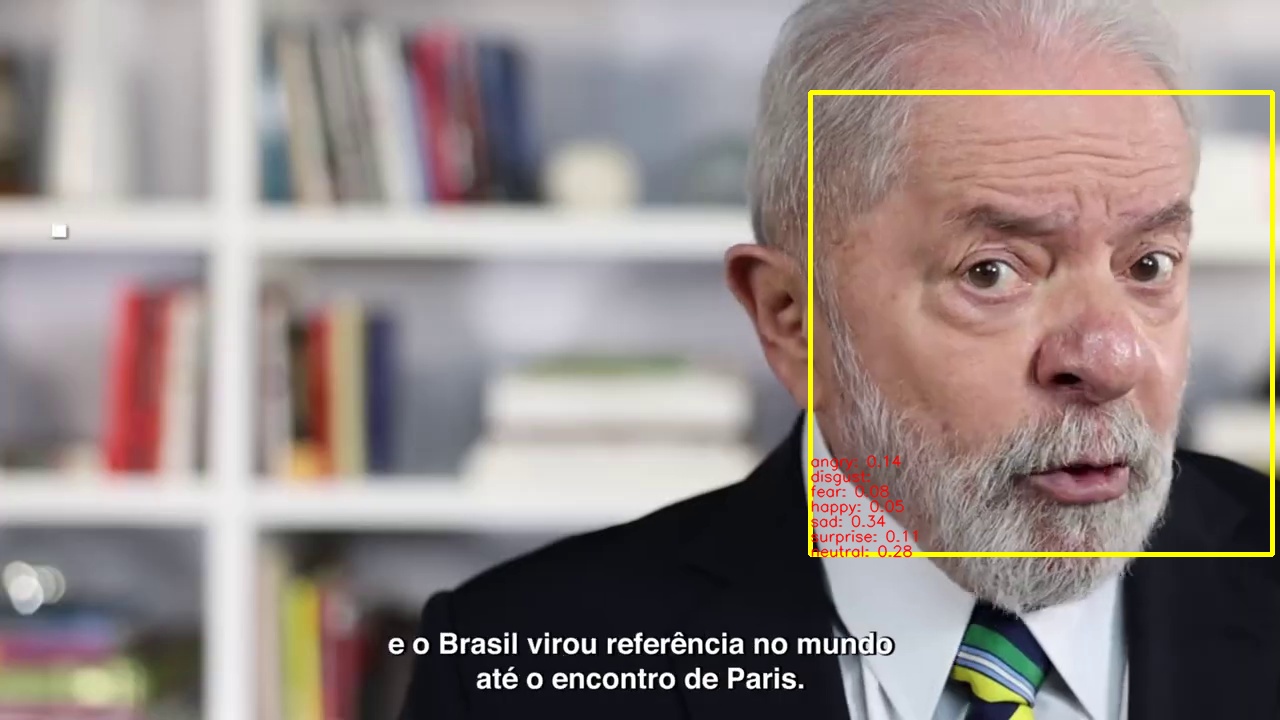 angry: 0.14
disgust:
fear: 0.08
happy: 0.05
sad: 0.34
surprise: 0.11
neutral: 0.28
e o Brasil virou referência no mundo
até o encontro de Paris.